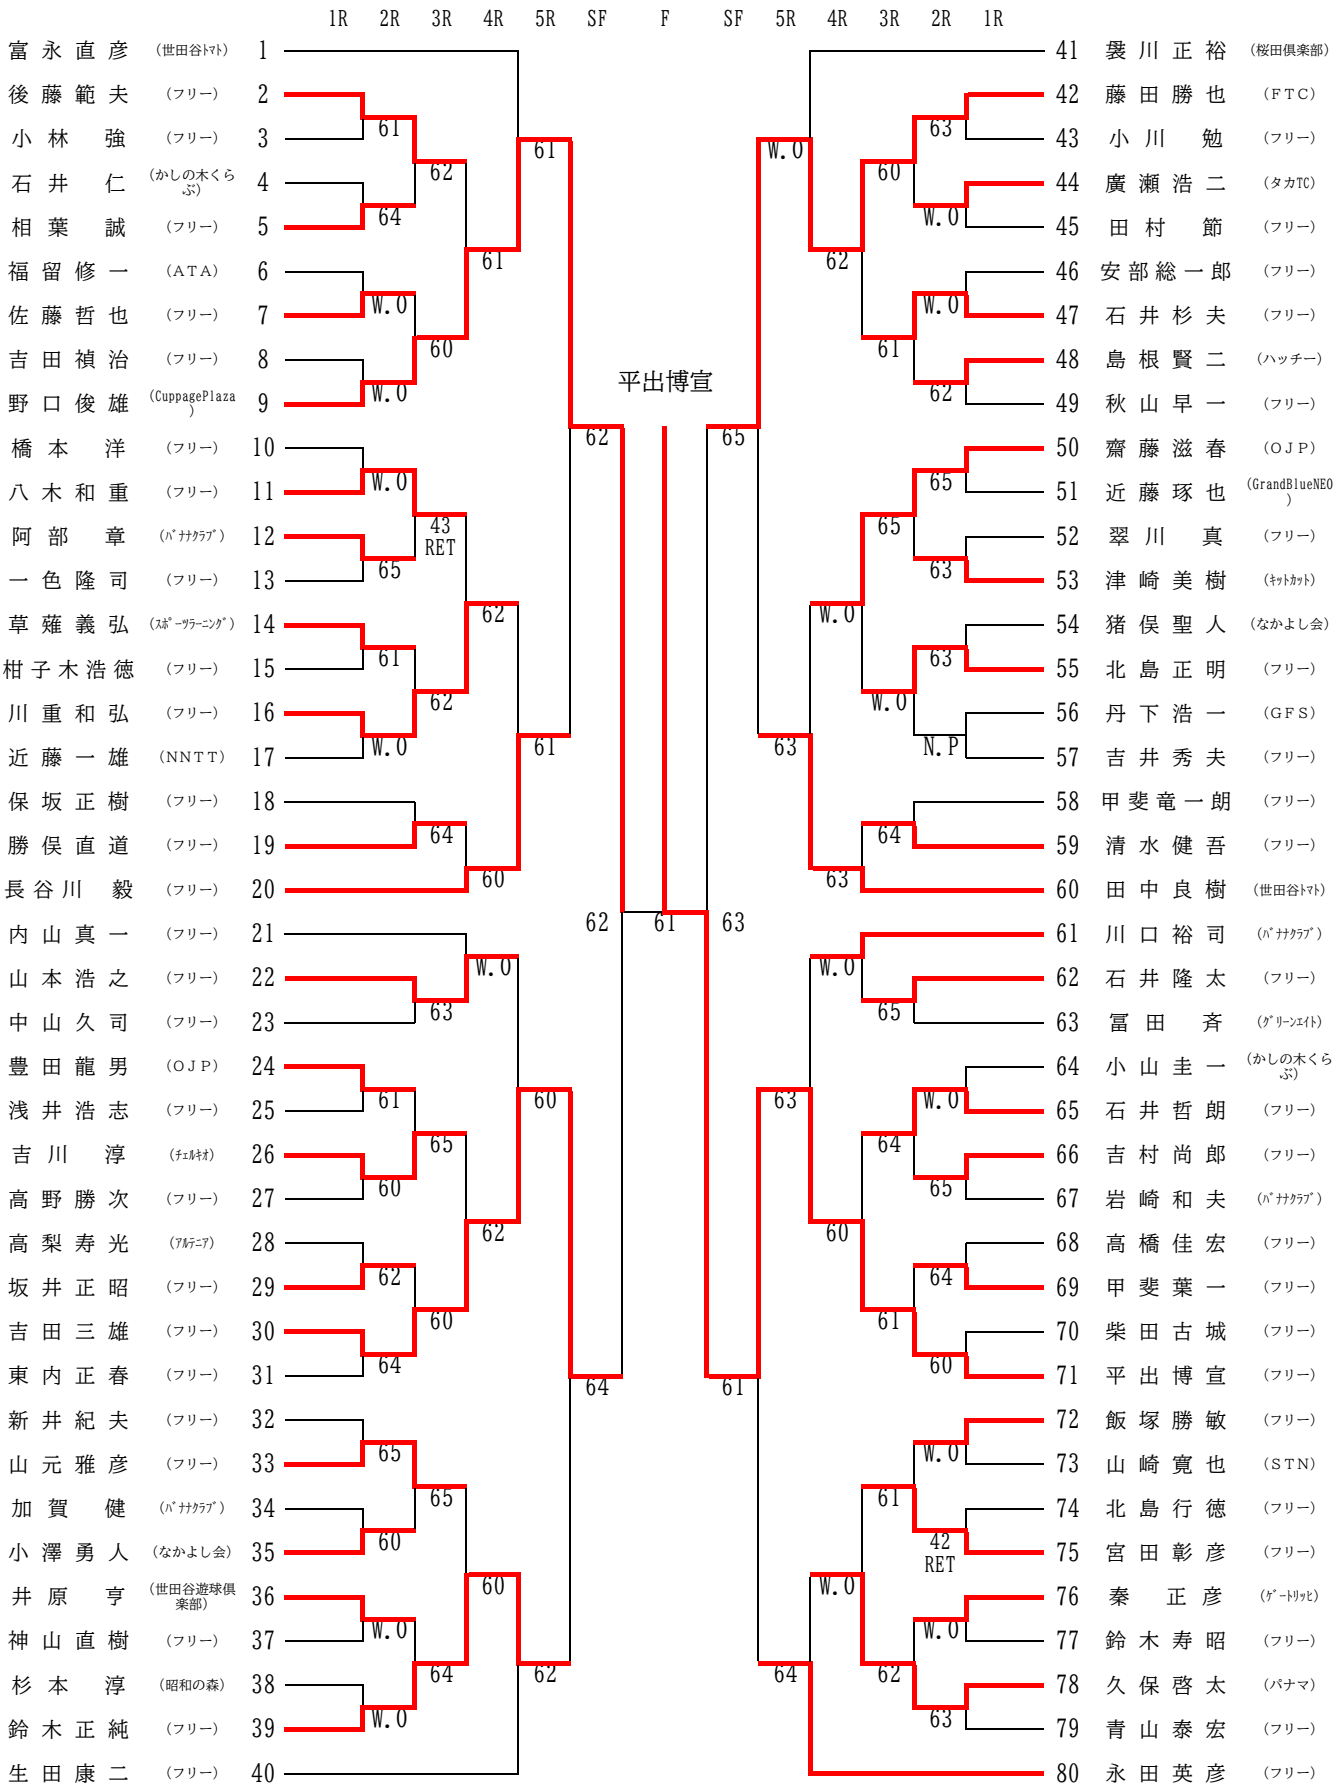 1R 2R 3R 4R 5R SF F SF 5R 4R 3R 2R 1R
富永直彦 (世田谷ﾄﾏﾄ) 1
41 襲川正裕 (桜田倶楽部)
後藤範夫 (フリー) 2
42 藤田勝也 (FTC)
61
63
小林 強 (フリー) 3
43 小川 勉 (フリー)
61
W.0
62
60
石井 仁 (かしの木くらぶ) 4
44 廣瀬浩二 (タカTC)
64
W.0
相葉 誠 (フリー) 5
45 田村 節 (フリー)
61
62
福留修一 (ATA) 6
46 安部総一郎 (フリー)
W.0
W.0
佐藤哲也 (フリー) 7
47 石井杉夫 (フリー)
60
61
吉田禎治 (フリー) 8
48 島根賢二 (ハッチー)
平出博宣
W.0
62
野口俊雄 (CuppagePlaza) 9
49 秋山早一 (フリー)
62
65
橋本 洋 (フリー) 10
50 齋藤滋春 (OJP)
W.0
65
八木和重 (フリー) 11
51 近藤琢也 (GrandBlueNEO)
43
RET
65
阿部 章 (ﾊﾞﾅﾅｸﾗﾌﾞ) 12
52 翠川 真 (フリー)
65
63
一色隆司 (フリー) 13
53 津崎美樹 (ｷｯﾄｶｯﾄ)
62
W.0
草薙義弘 (ｽﾎﾟｰﾂﾗｰﾆﾝｸﾞ) 14
54 猪俣聖人 (なかよし会)
61
63
柑子木浩徳 (フリー) 15
55 北島正明 (フリー)
62
W.0
川重和弘 (フリー) 16
56 丹下浩一 (GFS)
W.0
61
63
N.P
近藤一雄 (NNTT) 17
57 吉井秀夫 (フリー)
保坂正樹 (フリー) 18
58 甲斐竜一朗 (フリー)
64
64
勝俣直道 (フリー) 19
59 清水健吾 (フリー)
60
63
長谷川 毅 (フリー) 20
60 田中良樹 (世田谷ﾄﾏﾄ)
62 61 63
内山真一 (フリー) 21
61 川口裕司 (ﾊﾞﾅﾅｸﾗﾌﾞ)
W.0
W.0
山本浩之 (フリー) 22
62 石井隆太 (フリー)
63
65
中山久司 (フリー) 23
63 冨田 斉 (ｸﾞﾘｰﾝｴｲﾄ)
豊田龍男 (OJP) 24
64 小山圭一 (かしの木くらぶ)
61
60
63
W.0
浅井浩志 (フリー) 25
65 石井哲朗 (フリー)
65
64
吉川 淳 (ﾁｪﾙｷｵ) 26
66 吉村尚郎 (フリー)
60
65
高野勝次 (フリー) 27
67 岩崎和夫 (ﾊﾞﾅﾅｸﾗﾌﾞ)
62
60
高梨寿光 (ｱﾙﾃﾆｱ) 28
68 高橋佳宏 (フリー)
62
64
坂井正昭 (フリー) 29
69 甲斐葉一 (フリー)
60
61
吉田三雄 (フリー) 30
70 柴田古城 (フリー)
64
60
東内正春 (フリー) 31
71 平出博宣 (フリー)
64
61
新井紀夫 (フリー) 32
72 飯塚勝敏 (フリー)
65
W.0
山元雅彦 (フリー) 33
73 山崎寛也 (STN)
65
61
加賀 健 (ﾊﾞﾅﾅｸﾗﾌﾞ) 34
74 北島行徳 (フリー)
60
42
RET
小澤勇人 (なかよし会) 35
75 宮田彰彦 (フリー)
60
W.0
井原 亨 (世田谷遊球倶楽部) 36
76 秦 正彦 (ｹﾞｰﾄﾘｯﾋ)
W.0
W.0
神山直樹 (フリー) 37
77 鈴木寿昭 (フリー)
64
62
64
62
杉本 淳 (昭和の森) 38
78 久保啓太 (パナマ)
W.0
63
鈴木正純 (フリー) 39
79 青山泰宏 (フリー)
生田康二 (フリー) 40
80 永田英彦 (フリー)